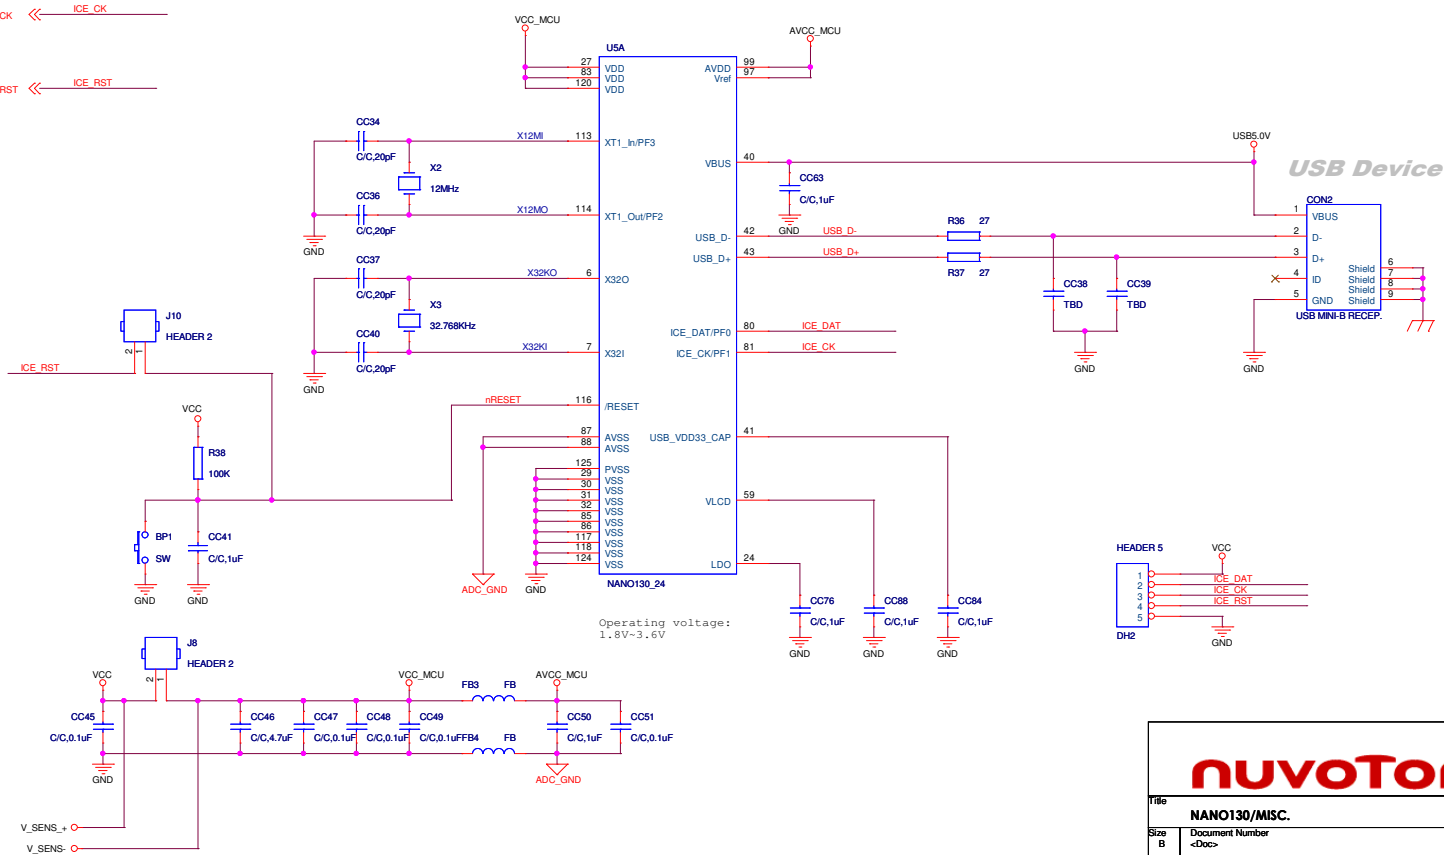 CK
ICE_CK
RST
ICE_RST
VCC_MCU
AVCC_MCU
U5A
27 VDD
83 VDD
120 VDD
AVDD 99
Vref 97
CC34
C/C,20pF
X12MI
113 XT1_In/PF3
X2
12MHz
CC36
C/C,20pF
X12MO
114 XT1_Out/PF2
GND
CC37
C/C,20pF
X32KO
6 X32O
X3
32.768KHz
CC40
C/C,20pF
X32KI
7 X32I
GND
VBUS 40
CC63
C/C,1uF
GND
USB5.0V
USB Device
CON2
1 VBUS
2 D-
3 D+
4 ID
5 GND
Shield 6
Shield 7
Shield 8
Shield 9
USB MINI-B RECEP.
USB_D- 42
USB_D-
R36 27
USB_D+ 43
USB_D+
R37 27
CC38
TBD
CC39
TBD
GND
GND
ICE_DAT/PF0 80
ICE_DAT
ICE_CK/PF1 81
ICE_CK
J10
HEADER 2
2 1
ICE_RST
nRESET
116 /RESET
VCC
R38
100K
BP1
SW
CC41
C/C,1uF
GND
GND
87 AVSS
88 AVSS
125 PVSS
29 VSS
30 VSS
31 VSS
32 VSS
85 VSS
86 VSS
117 VSS
118 VSS
124 VSS
ADC_GND
GND
USB_VDD33_CAP 41
VLCD 59
LDO 24
NANO130_24
CC76
C/C,1uF
GND
CC88
C/C,1uF
GND
CC84
C/C,1uF
GND
Operating voltage:
1.8V~3.6V
HEADER 5
VCC
1
2 ICE_DAT
3 ICE_CK
4 ICE_RST
5
DH2
GND
J8
HEADER 2
2 1
VCC
VCC_MCU
FB3 FB
AVCC_MCU
CC45
C/C,0.1uF
CC46
C/C,4.7uF
CC47
C/C,0.1uF
CC48
C/C,0.1uF
CC49
C/C,0.1uF
FB4 FB
CC50
C/C,1uF
CC51
C/C,0.1uF
GND
ADC_GND
V_SENS_+
V_SENS-
nuvoTon
Title
NANO130/MISC.
Size
B
Document Number
<Doc>